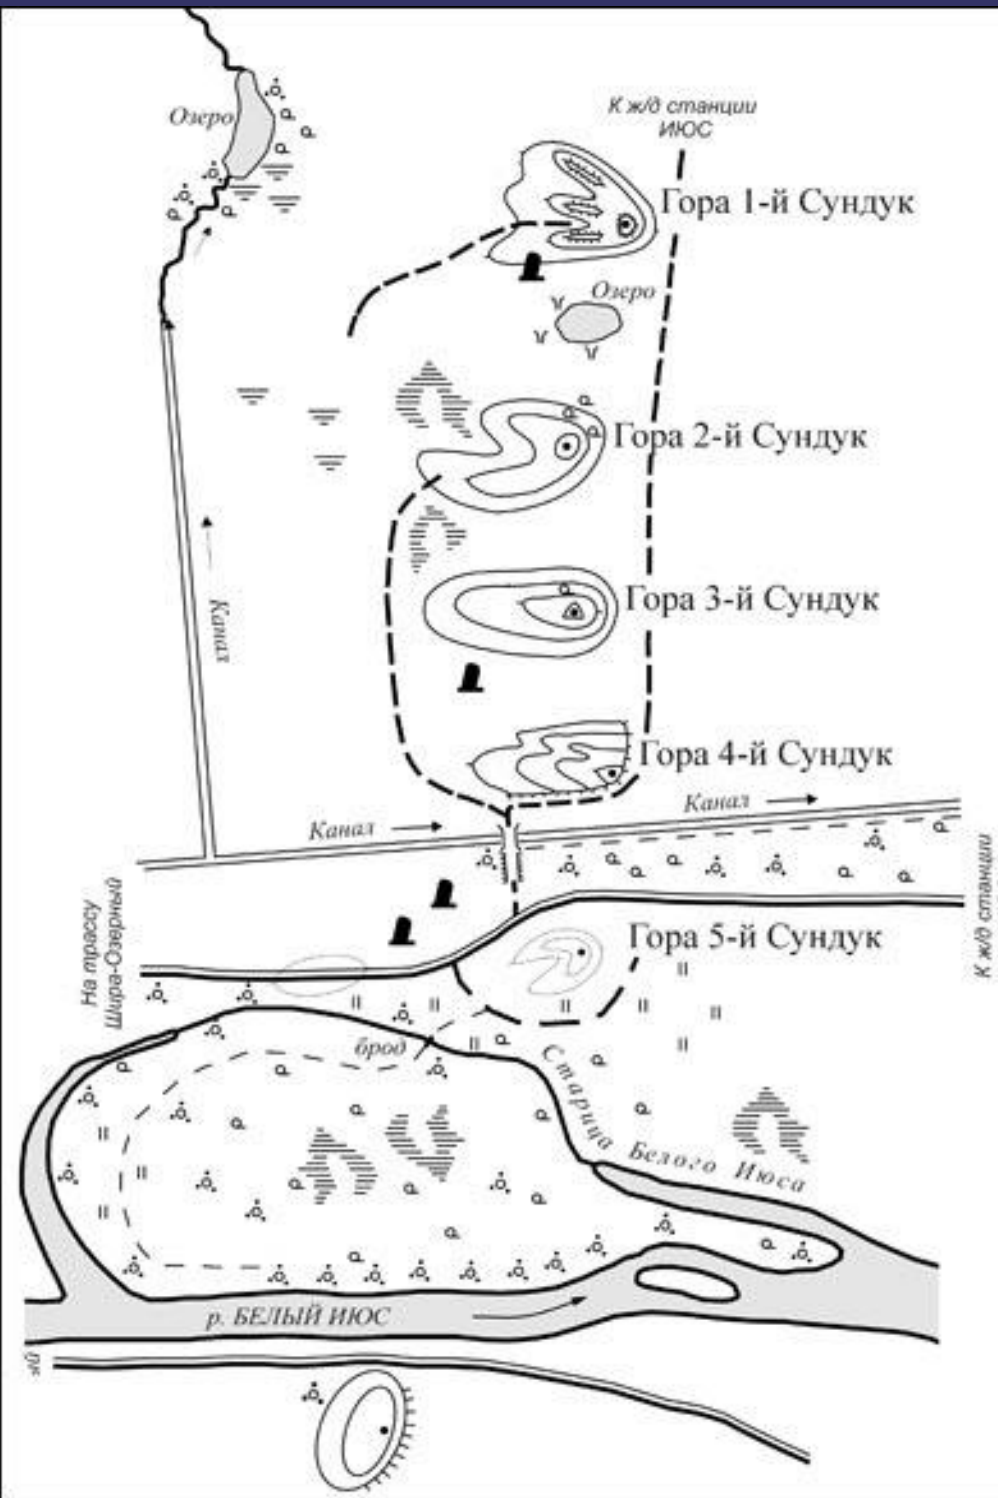 К ж/д станции
ИЮС
Озеро
Гора 1-й Сундук
Озеро
Гора 2-й Сундук
Гора 3-й Сундук
Канал
Гора 4-й Сундук
Канал
Канал
На трассу
Шира-Озерный
К ж/д станции
Гора 5-й Сундук
брод
Старица Белого Июса
р. БЕЛЫЙ ИЮС
ый